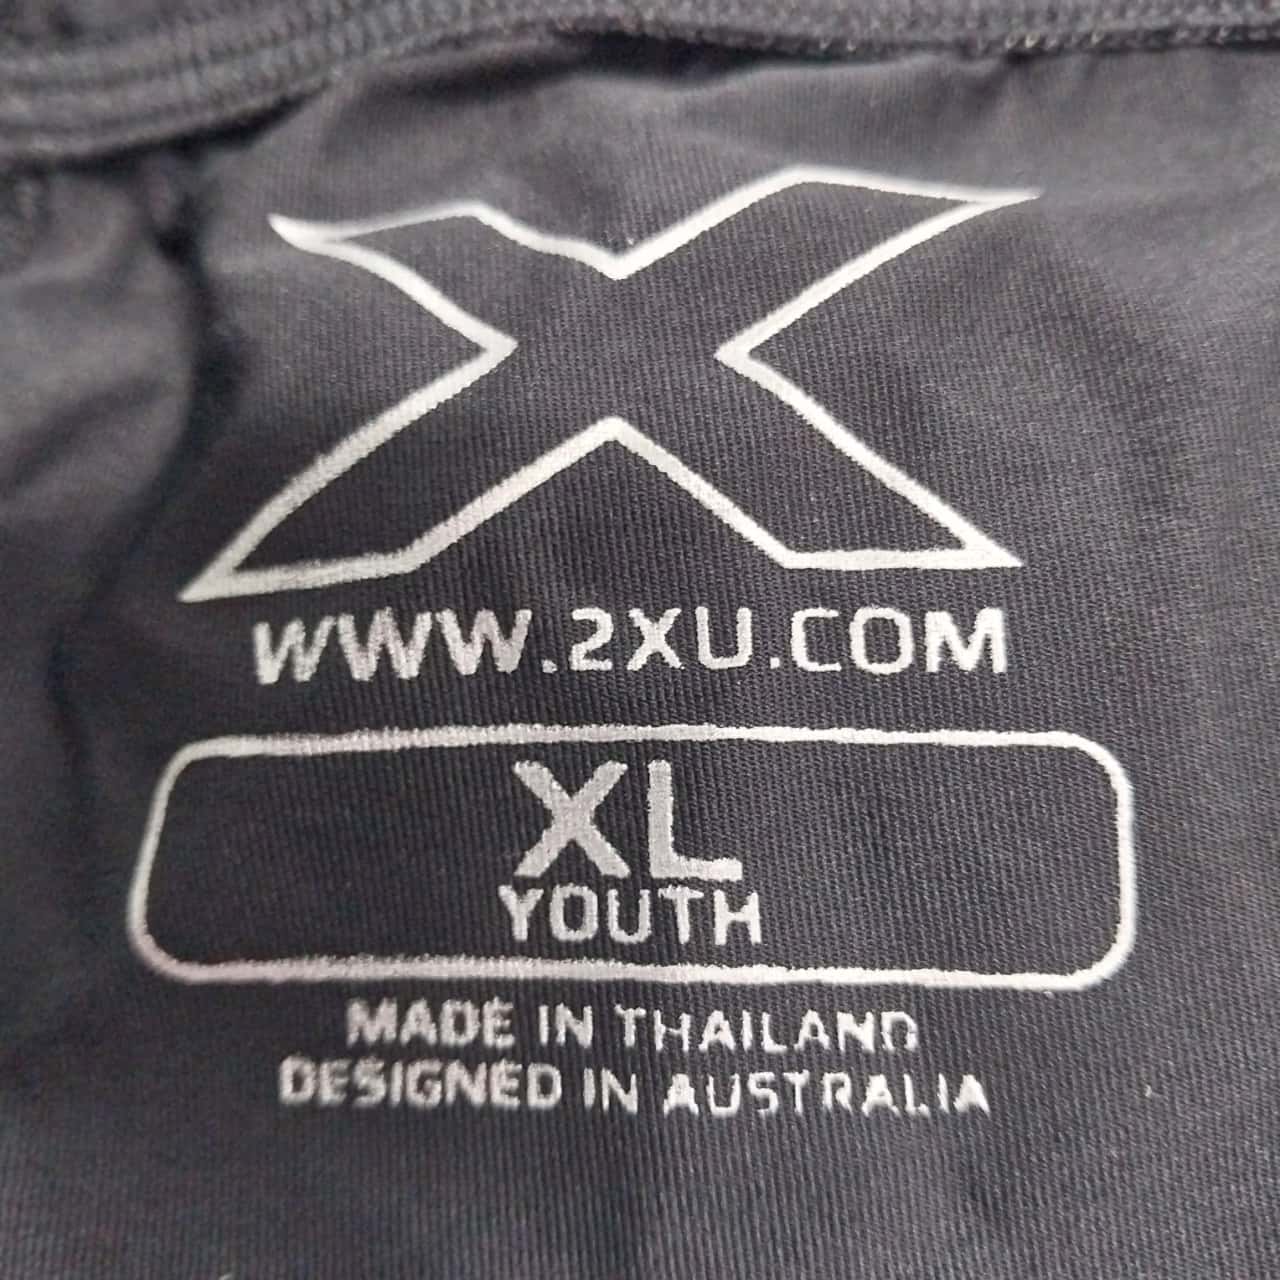 X
WWW.2XU.COM
XL
YOUTH
MADE IN THAILAND
DESIGNED IN AUSTRALIA